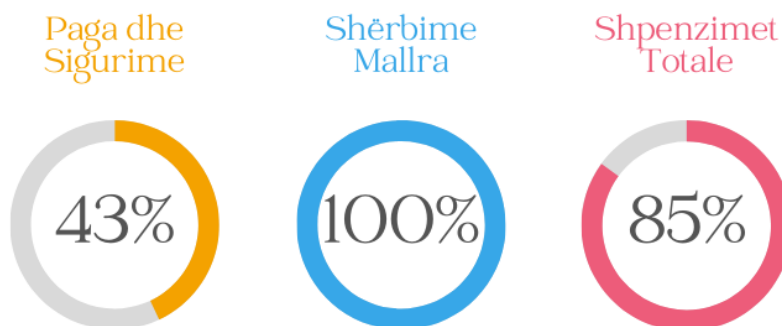 Paga dhe
Sigurime
Shërbime
Mallra
Shpenzimet
Totale
43%
100%
85%